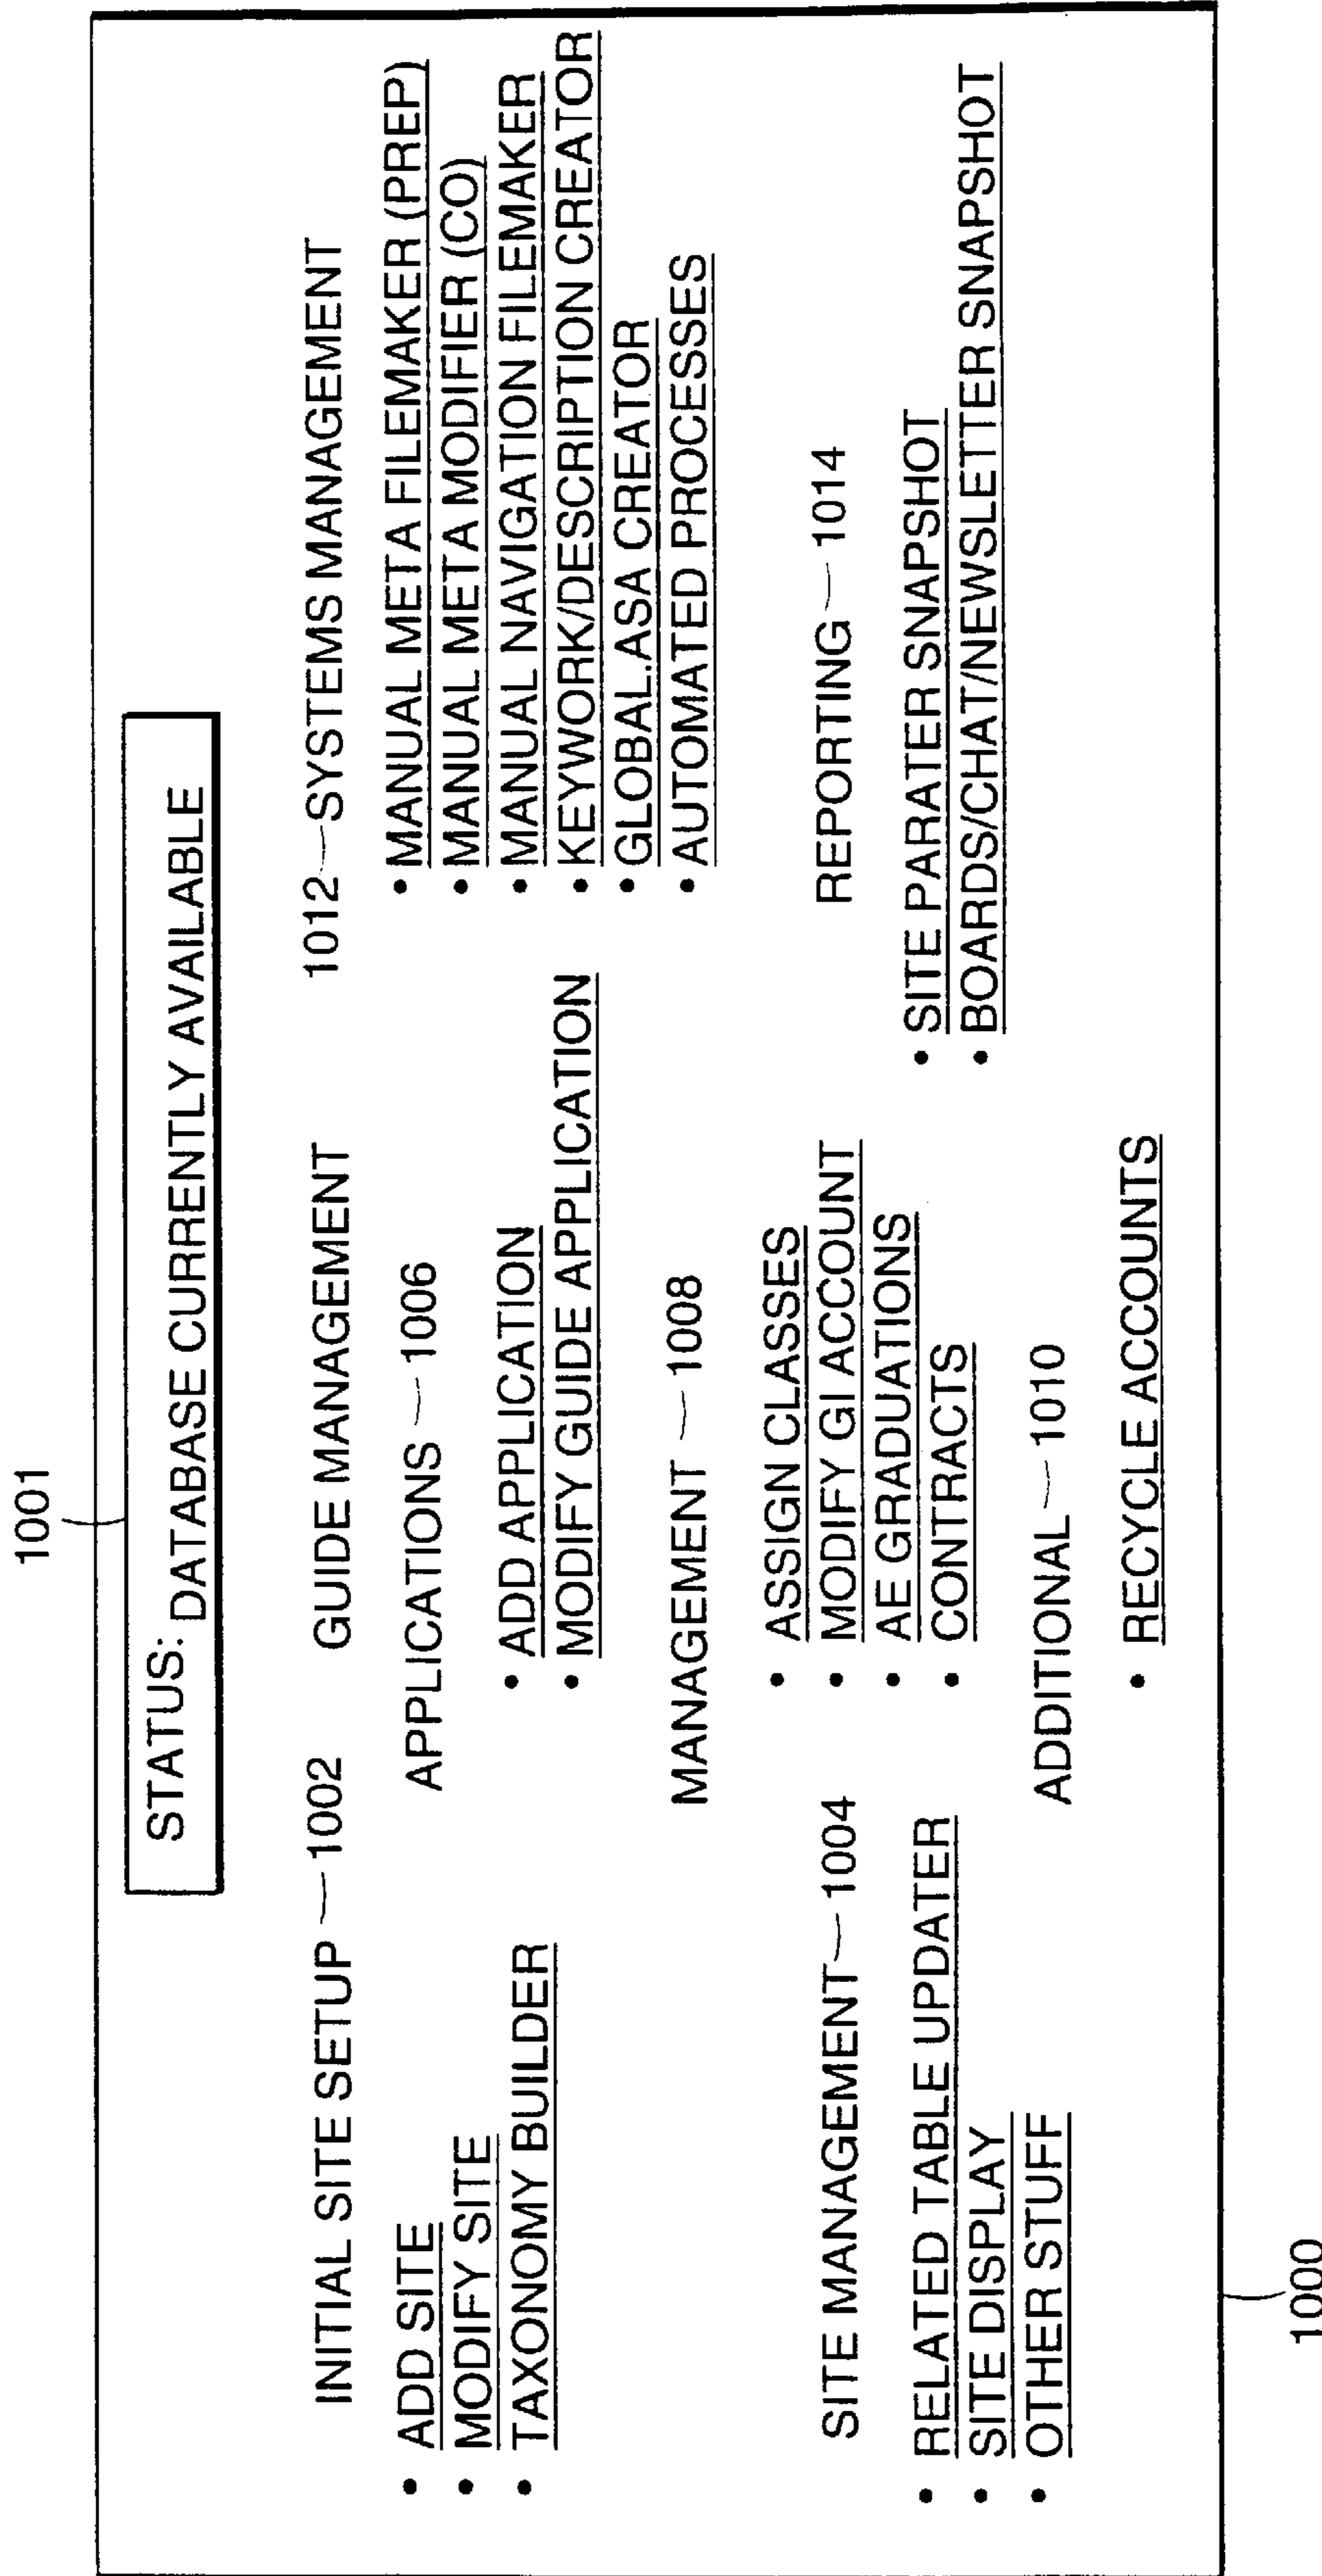 1001
STATUS: DATABASE CURRENTLY AVAILABLE
INITIAL SITE SETUP 1002
• ADD SITE
• MODIFY SITE
• TAXONOMY BUILDER
SITE MANAGEMENT 1004
• RELATED TABLE UPDATER
• SITE DISPLAY
• OTHER STUFF
GUIDE MANAGEMENT
APPLICATIONS 1006
• ADD APPLICATION
• MODIFY GUIDE APPLICATION
MANAGEMENT 1008
• ASSIGN CLASSES
• MODIFY GI ACCOUNT
• AE GRADUATIONS
• CONTRACTS
ADDITIONAL 1010
• RECYCLE ACCOUNTS
1012 SYSTEMS MANAGEMENT
• MANUAL META FILEMAKER (PREP)
• MANUAL META MODIFIER (CO)
• MANUAL NAVIGATION FILEMAKER
• KEYWORK/DESCRIPTION CREATOR
• GLOBAL.ASA CREATOR
• AUTOMATED PROCESSES
REPORTING 1014
• SITE PARATER SNAPSHOT
• BOARDS/CHAT/NEWSLETTER SNAPSHOT
1000